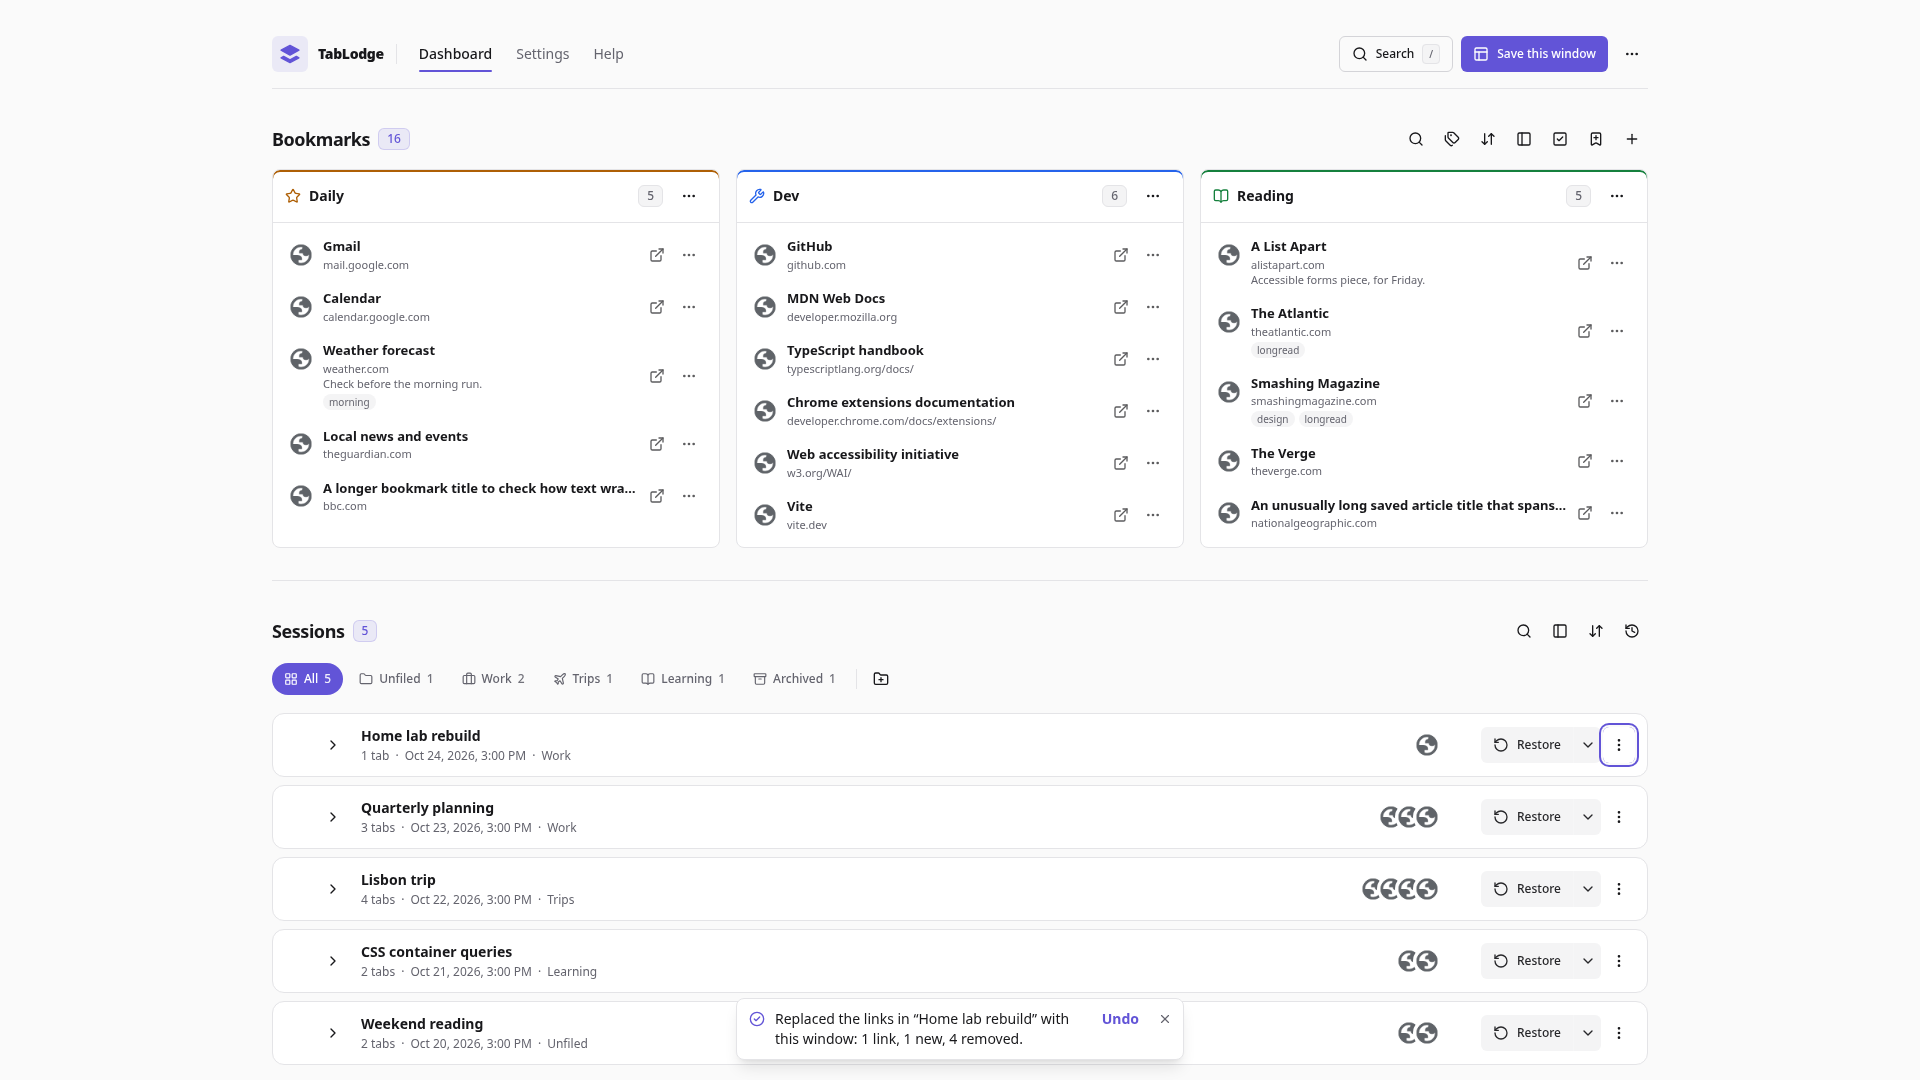 TabLodge
Dashboard
Settings
Help
Search /
Save this window
Bookmarks 16
Daily 5
Gmail
mail.google.com
Calendar
calendar.google.com
Weather forecast
weather.com
Check before the morning run.
morning
Local news and events
theguardian.com
A longer bookmark title to check how text wra...
bbc.com
Dev 6
GitHub
github.com
MDN Web Docs
developer.mozilla.org
TypeScript handbook
typescriptlang.org/docs/
Chrome extensions documentation
developer.chrome.com/docs/extensions/
Web accessibility initiative
w3.org/WAI/
Vite
vite.dev
Reading 5
A List Apart
alistapart.com
Accessible forms piece, for Friday.
The Atlantic
theatlantic.com
longread
Smashing Magazine
smashingmagazine.com
design longread
The Verge
theverge.com
An unusually long saved article title that spans...
nationalgeographic.com
Sessions 5
All 5 Unfiled 1 Work 2 Trips 1 Learning 1 Archived 1
Home lab rebuild
1 tab · Oct 24, 2026, 3:00 PM · Work
Restore
Quarterly planning
3 tabs · Oct 23, 2026, 3:00 PM · Work
Restore
Lisbon trip
4 tabs · Oct 22, 2026, 3:00 PM · Trips
Restore
CSS container queries
2 tabs · Oct 21, 2026, 3:00 PM · Learning
Restore
Weekend reading
2 tabs · Oct 20, 2026, 3:00 PM · Unfiled
Restore
Replaced the links in “Home lab rebuild” with
this window: 1 link, 1 new, 4 removed.
Undo